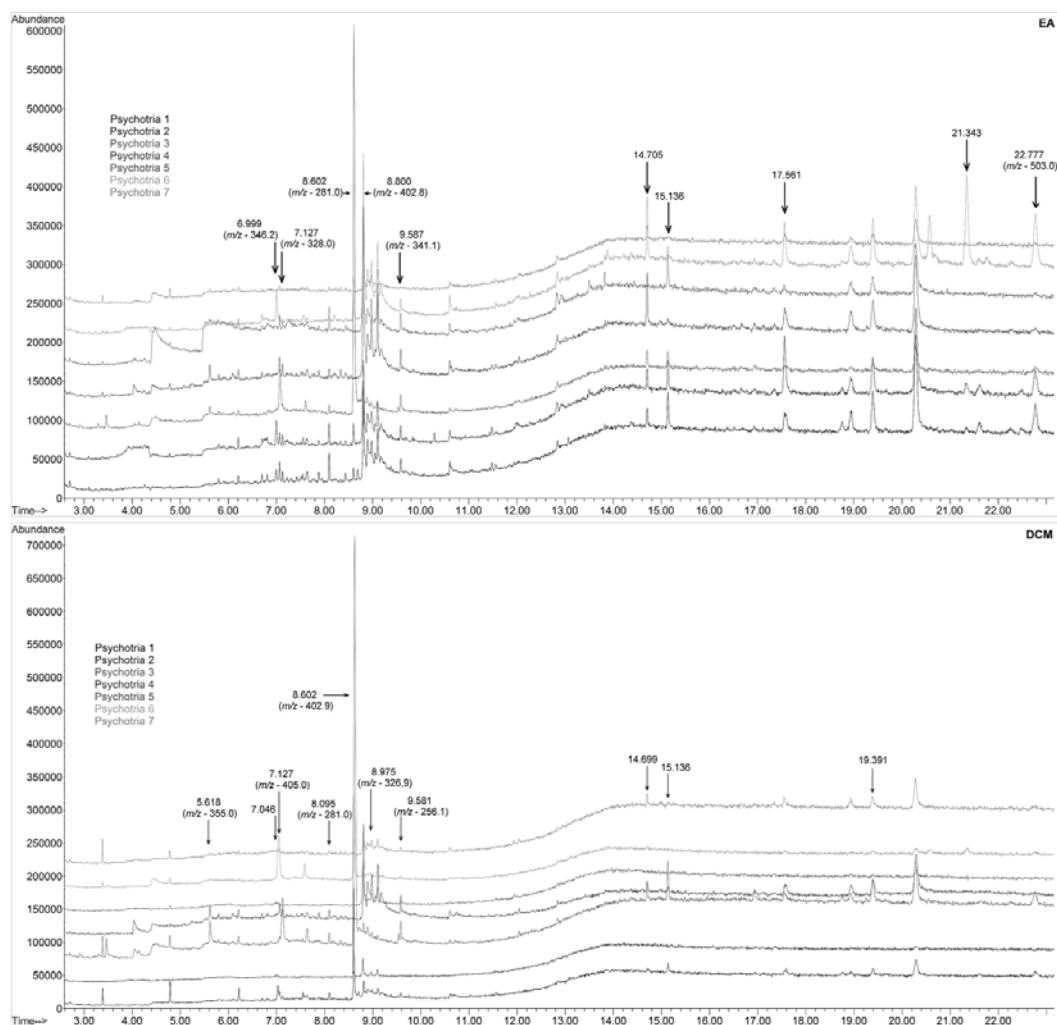 Abundance
EA
600000
550000
500000
450000
400000
350000
300000
250000
200000
150000
100000
50000
0
Psychotria 1
Psychotria 2
Psychotria 3
Psychotria 4
Psychotria 5
Psychotria 6
Psychotria 7
6.999
(m/z - 346.2)
7.127
(m/z - 328.0)
8.602
(m/z - 281.0)
8.800
(m/z - 402.8)
9.587
(m/z - 341.1)
14.705
15.136
17.561
21.343
22.777
(m/z - 503.0)
Time--> 3.00 4.00 5.00 6.00 7.00 8.00 9.00 10.00 11.00 12.00 13.00 14.00 15.00 16.00 17.00 18.00 19.00 20.00 21.00 22.00
Abundance
DCM
700000
650000
600000
550000
500000
450000
400000
350000
300000
250000
200000
150000
100000
50000
0
Psychotria 1
Psychotria 2
Psychotria 3
Psychotria 4
Psychotria 5
Psychotria 6
Psychotria 7
8.602
(m/z - 402.9)
5.618
(m/z - 355.0)
7.127
(m/z - 405.0)
7.046
8.095
(m/z - 281.0)
8.975
(m/z - 326,9)
9.581
(m/z - 256.1)
14.699
15.136
19.391
Time--> 3.00 4.00 5.00 6.00 7.00 8.00 9.00 10.00 11.00 12.00 13.00 14.00 15.00 16.00 17.00 18.00 19.00 20.00 21.00 22.00